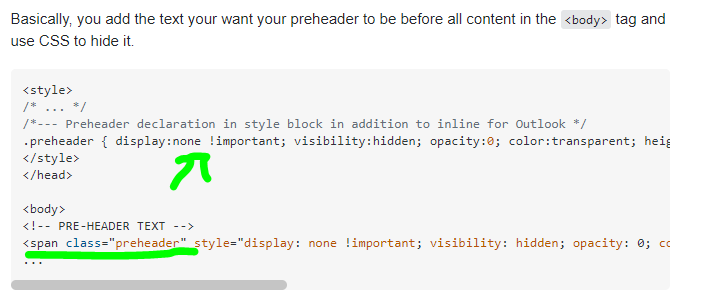 Basically, you add the text your want your preheader to be before all content in the <body> tag and
use CSS to hide it.
<style>
/* ... */
/*--- Preheader declaration in style block in addition to inline for Outlook */
.preheader { display:none !important; visibility:hidden; opacity:0; color:transparent; heig
</style>
</head>
<body>
<!-- PRE-HEADER TEXT -->
<span class="preheader" style="display: none !important; visibility: hidden; opacity: 0; co
...